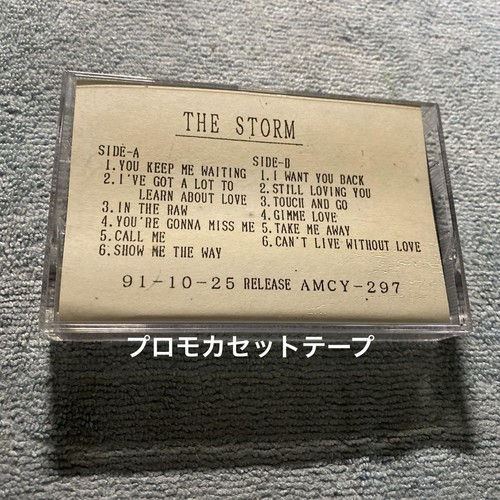 THE STORM
SIDE-A
1. YOU KEEP ME WAITING
2. I'VE GOT A LOT TO
LEARN ABOUT LOVE
3. IN THE RAW
4. YOU'RE GONNA MISS ME
5. CALL ME
6. SHOW ME THE WAY
SIDE-B
1. I WANT YOU BACK
2. STILL LOVING YOU
3. TOUCH AND GO
4. GIMME LOVE
5. TAKE ME AWAY
6. CAN'T LIVE WITHOUT LOVE
91-10-25 RELEASE AMCY-297
プロモカセットテープ